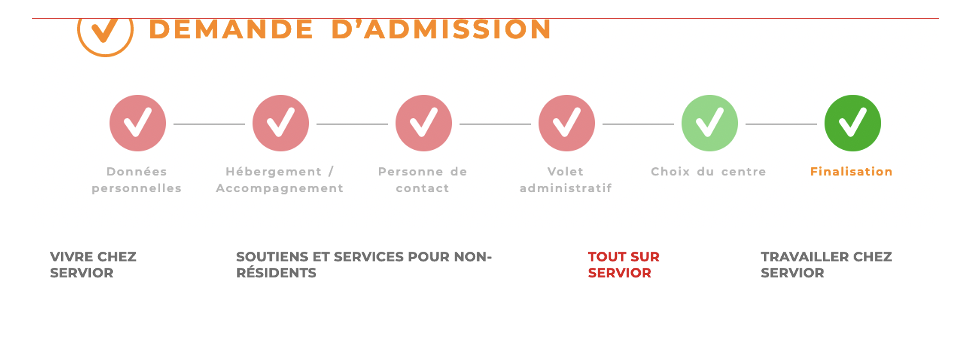 DEMANDE D'ADMISSION
Données
personnelles
Hébergement /
Accompagnement
Personne de
contact
Volet
administratif
Choix du centre
Finalisation
VIVRE CHEZ
SERVIOR
SOUTIENS ET SERVICES POUR NON-
RÉSIDENTS
TOUT SUR
SERVIOR
TRAVAILLER CHEZ
SERVIOR